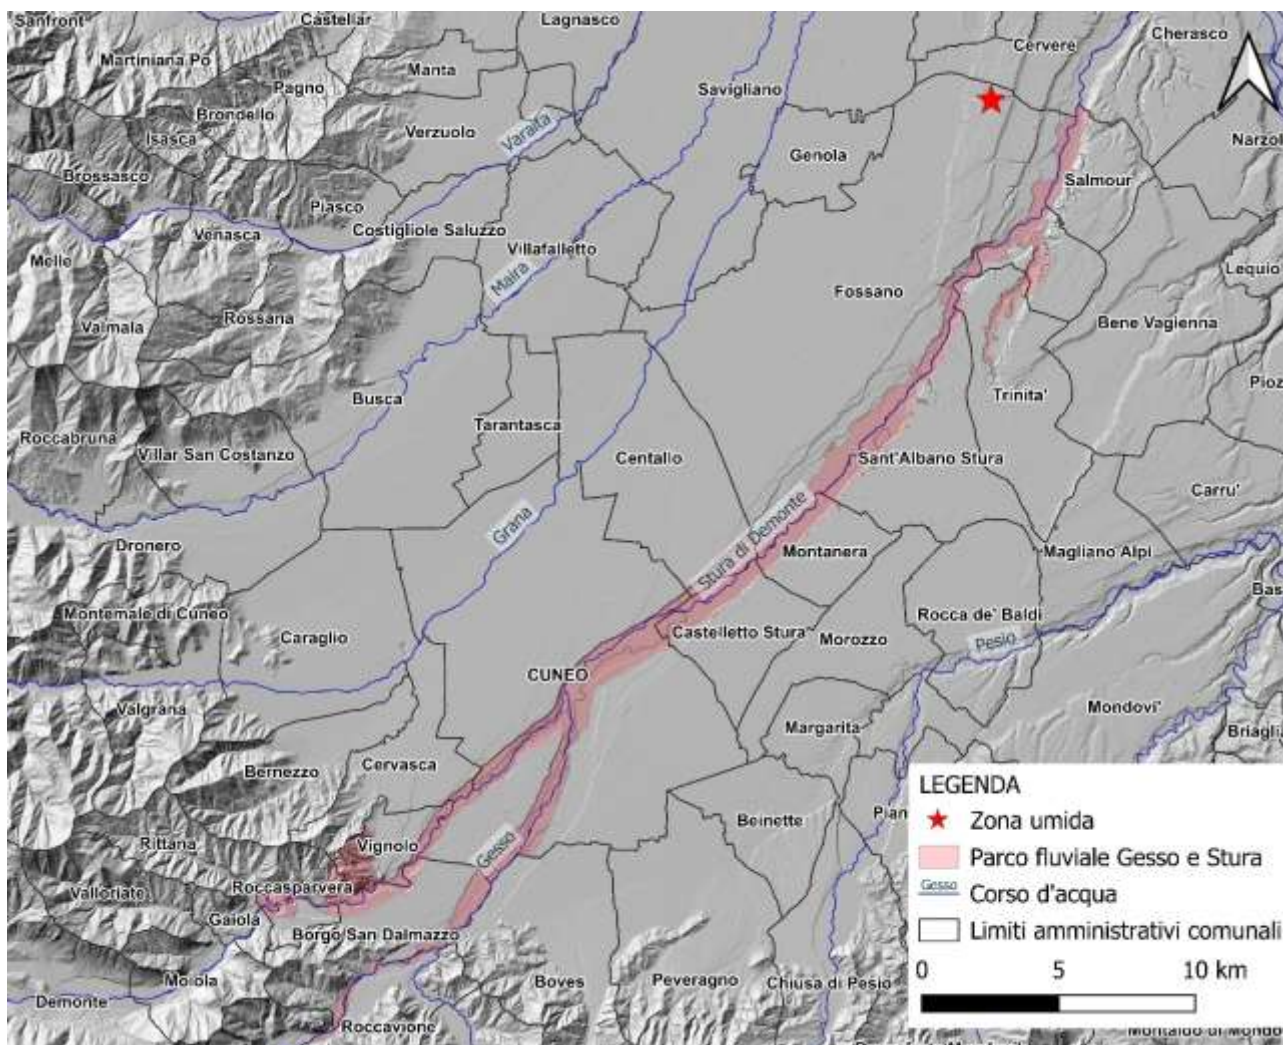 Sanfront
Castellar
Lagnasco
Cervere
Cherasco
Martiniana Po
Manta
Pagno
Savigliano
Brondello
Verzuolo
Varaita
Isasca
Genola
Narzol
Brossasco
Salmour
Piasco
Venasca
Costigliole Saluzzo
Villafalletto
Melle
Maira
Lequio
Fossano
Valmala
Rossana
Bene Vagienna
Busca
Trinita'
Pioz
Tarantasca
Roccabruna
Villar San Costanzo
Centallo
Sant'Albano Stura
Carru'
Grana
Stura di Demonte
Dronero
Montanera
Magliano Alpi
Bas
Montemale di Cuneo
Rocca de' Baldi
Caraglio
Castelletto Stura
Morozzo
Pesio
CUNEO
Valgrana
Margarita
Mondovi'
Briaglia
Bernezzo
Cervasca
LEGENDA
Zona umida
Parco fluviale Gesso e Stura
Gesso
Corso d'acqua
Limiti amministrativi comunali
0 5 10 km
Beinette
Pian
Rittana
Vignolo
Gesso
Valloriate
Roccasparvera
Gaiola
Borgo San Dalmazzo
Moiola
Boves
Peveragno
Chiusa di Pesio
Demonte
Roccavione